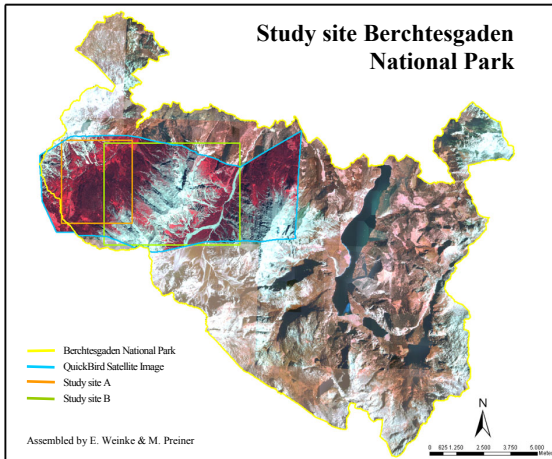 Study site Berchtesgaden
National Park
Berchtesgaden National Park
QuickBird Satellite Image
Study site A
Study site B
Assembled by E. Weinke & M. Preiner
N
0 625 1.250 2.500 3.750 5.000